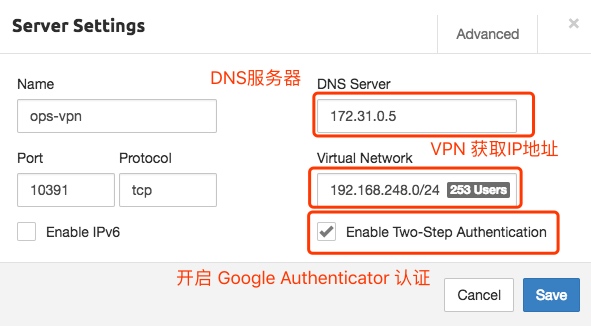 Server Settings
Advanced
×
DNS服务器
Name
DNS Server
ops-vpn
172.31.0.5
VPN 获取IP地址
Port
Protocol
Virtual Network
10391
tcp
192.168.248.0/24 253 Users
Enable IPv6
Enable Two-Step Authentication
开启 Google Authenticator 认证
Cancel
Save